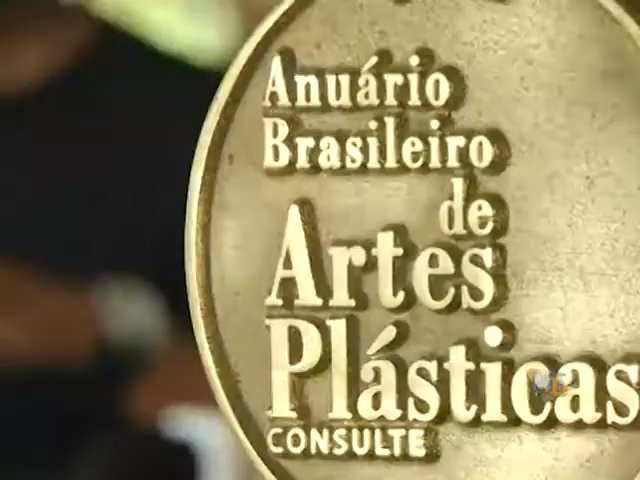 Anuário
Brasileiro
de
Artes
Plásticas
CONSULTE